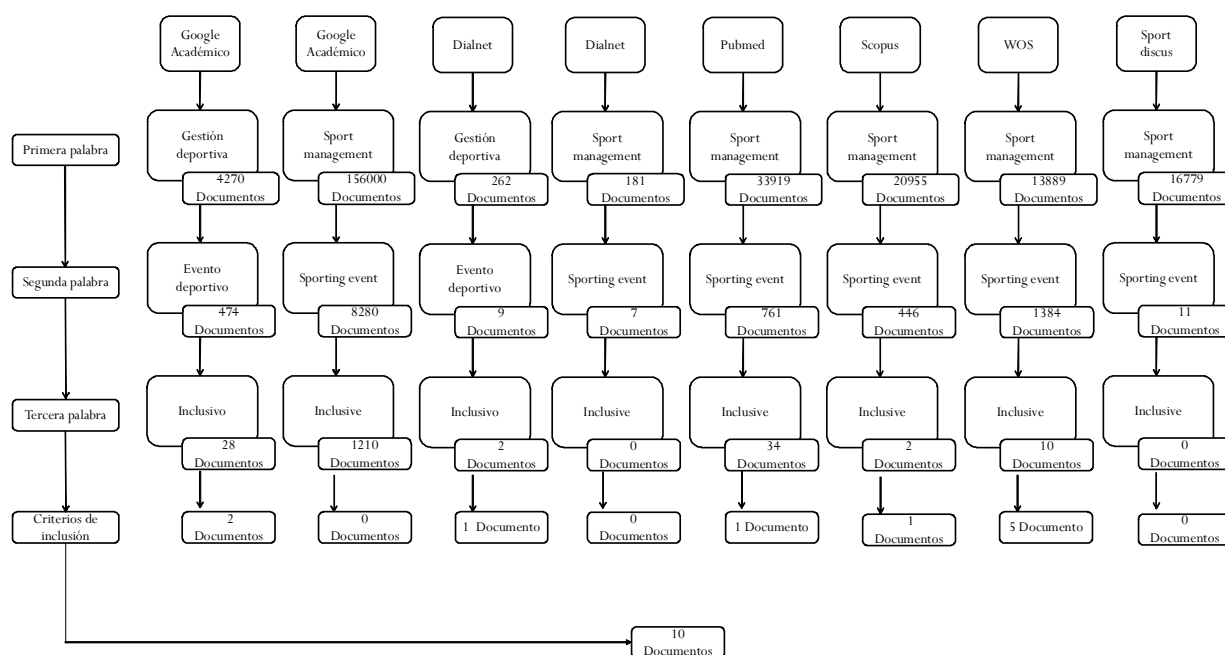 Google
Académico
Google
Académico
Dialnet
Dialnet
Pubmed
Scopus
WOS
Sport
discus
Primera palabra
Gestión
deportiva
4270
Documentos
Sport
management
156000
Documentos
Gestión
deportiva
262
Documentos
Sport
management
181
Documentos
Sport
management
33919
Documentos
Sport
management
20955
Documentos
Sport
management
13889
Documentos
Sport
management
16779
Documentos
Segunda palabra
Evento
deportivo
474
Documentos
Sporting event
8280
Documentos
Evento
deportivo
9
Documentos
Sporting event
7
Documentos
Sporting event
761
Documentos
Sporting event
446
Documentos
Sporting event
1384
Documentos
Sporting event
11
Documentos
Tercera palabra
Inclusivo
28
Documentos
Inclusive
1210
Documentos
Inclusivo
2
Documentos
Inclusive
0
Documentos
Inclusive
34
Documentos
Inclusive
2
Documentos
Inclusive
10
Documentos
Inclusive
0
Documentos
Criterios de
inclusión
2
Documentos
0
Documentos
1 Documento
0
Documentos
1 Documento
1
Documentos
5 Documento
0
Documentos
10
Documentos